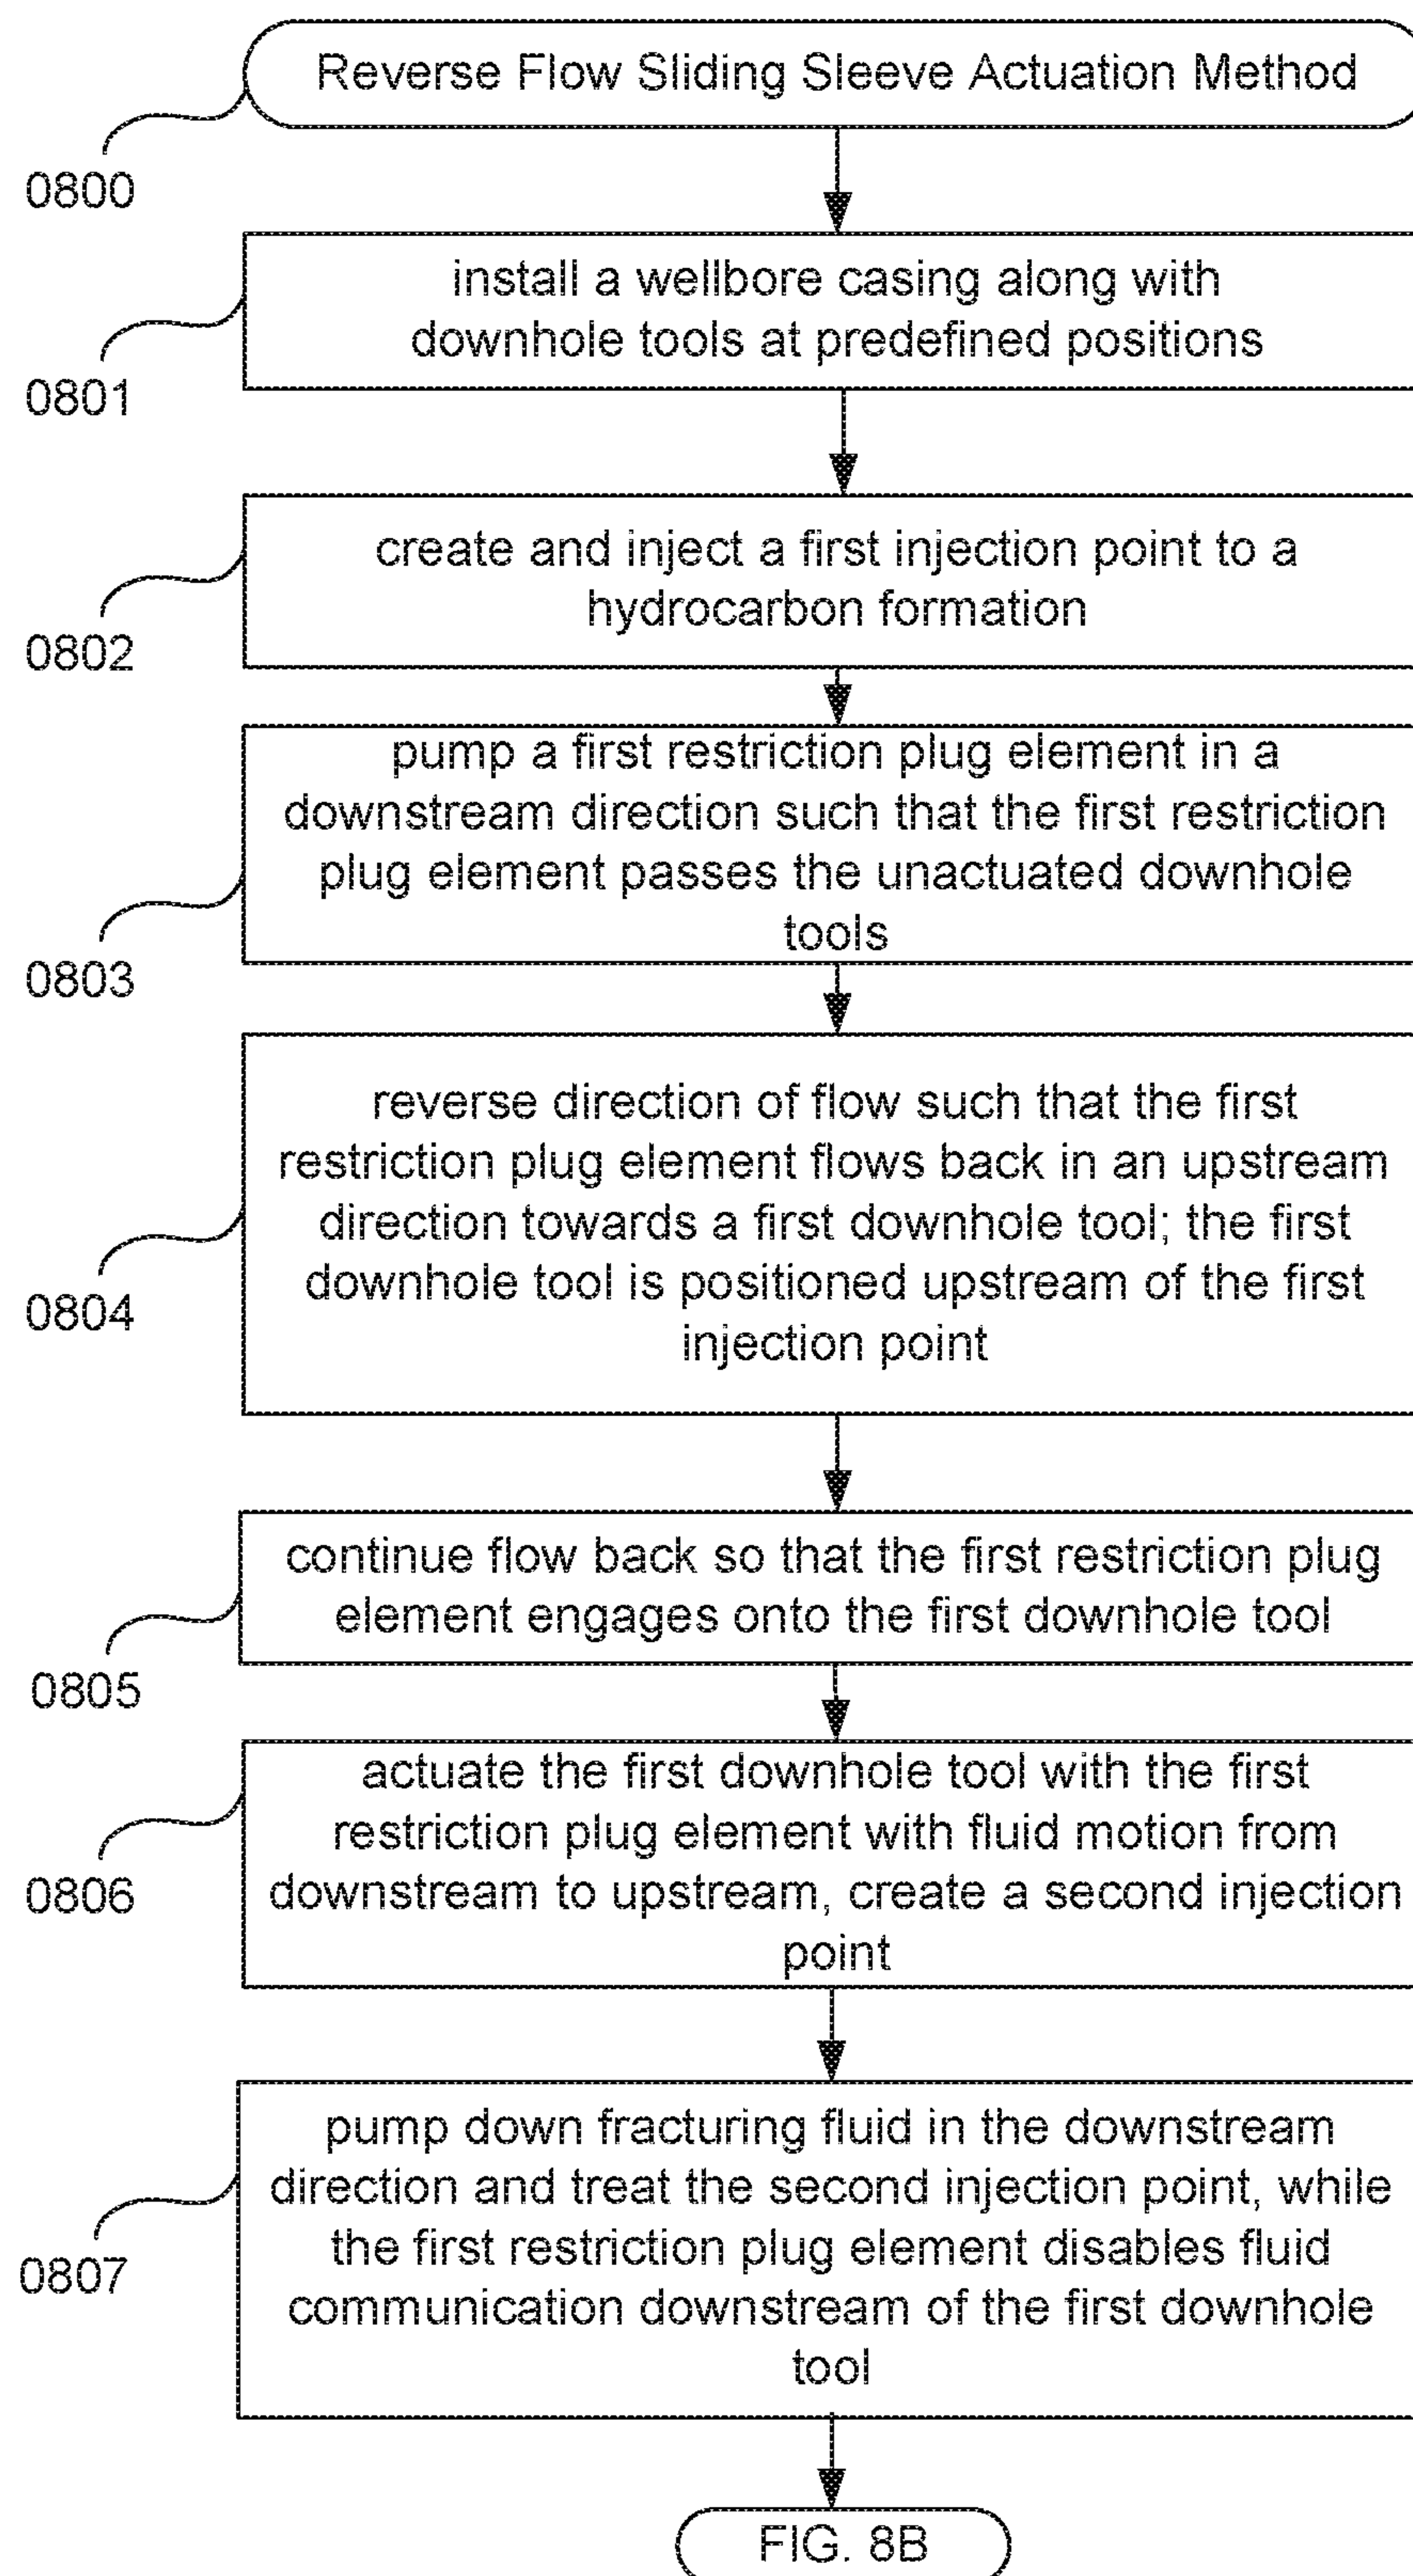 Reverse Flow Sliding Sleeve Actuation Method
0800
install a wellbore casing along with
downhole tools at predefined positions
0801
create and inject a first injection point to a
hydrocarbon formation
0802
pump a first restriction plug element in a
downstream direction such that the first restriction
plug element passes the unactuated downhole
tools
0803
reverse direction of flow such that the first
restriction plug element flows back in an upstream
direction towards a first downhole tool; the first
downhole tool is positioned upstream of the first
injection point
0804
continue flow back so that the first restriction plug
element engages onto the first downhole tool
0805
actuate the first downhole tool with the first
restriction plug element with fluid motion from
downstream to upstream, create a second injection
point
0806
pump down fracturing fluid in the downstream
direction and treat the second injection point, while
the first restriction plug element disables fluid
communication downstream of the first downhole
tool
0807
FIG. 8B